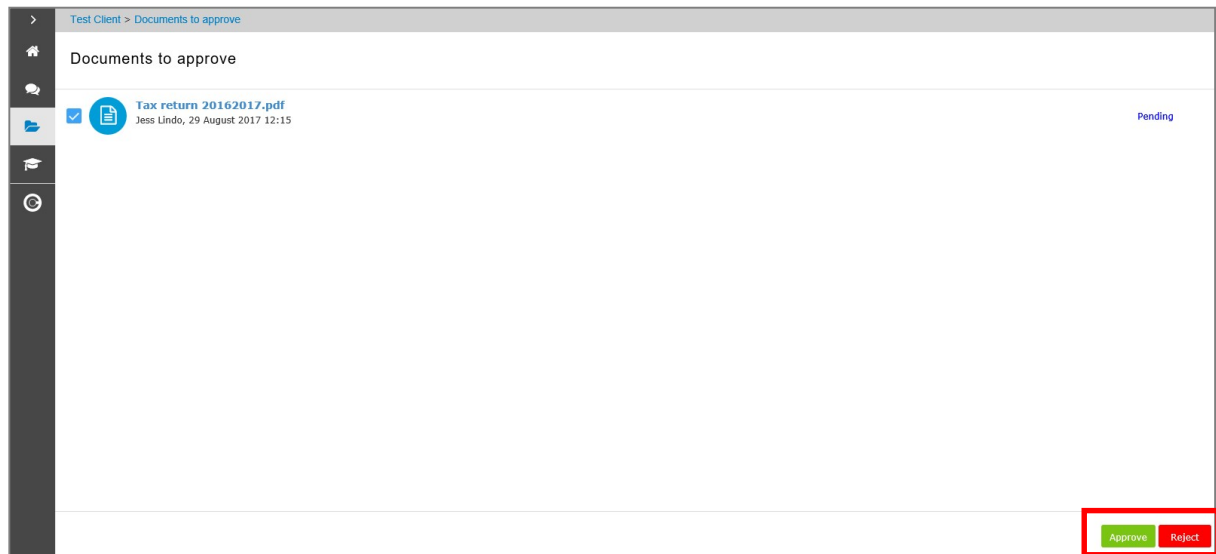 Test Client > Documents to approve
Documents to approve
Tax return 20162017.pdf
Jess Lindo, 29 August 2017 12:15
Pending
Approve Reject